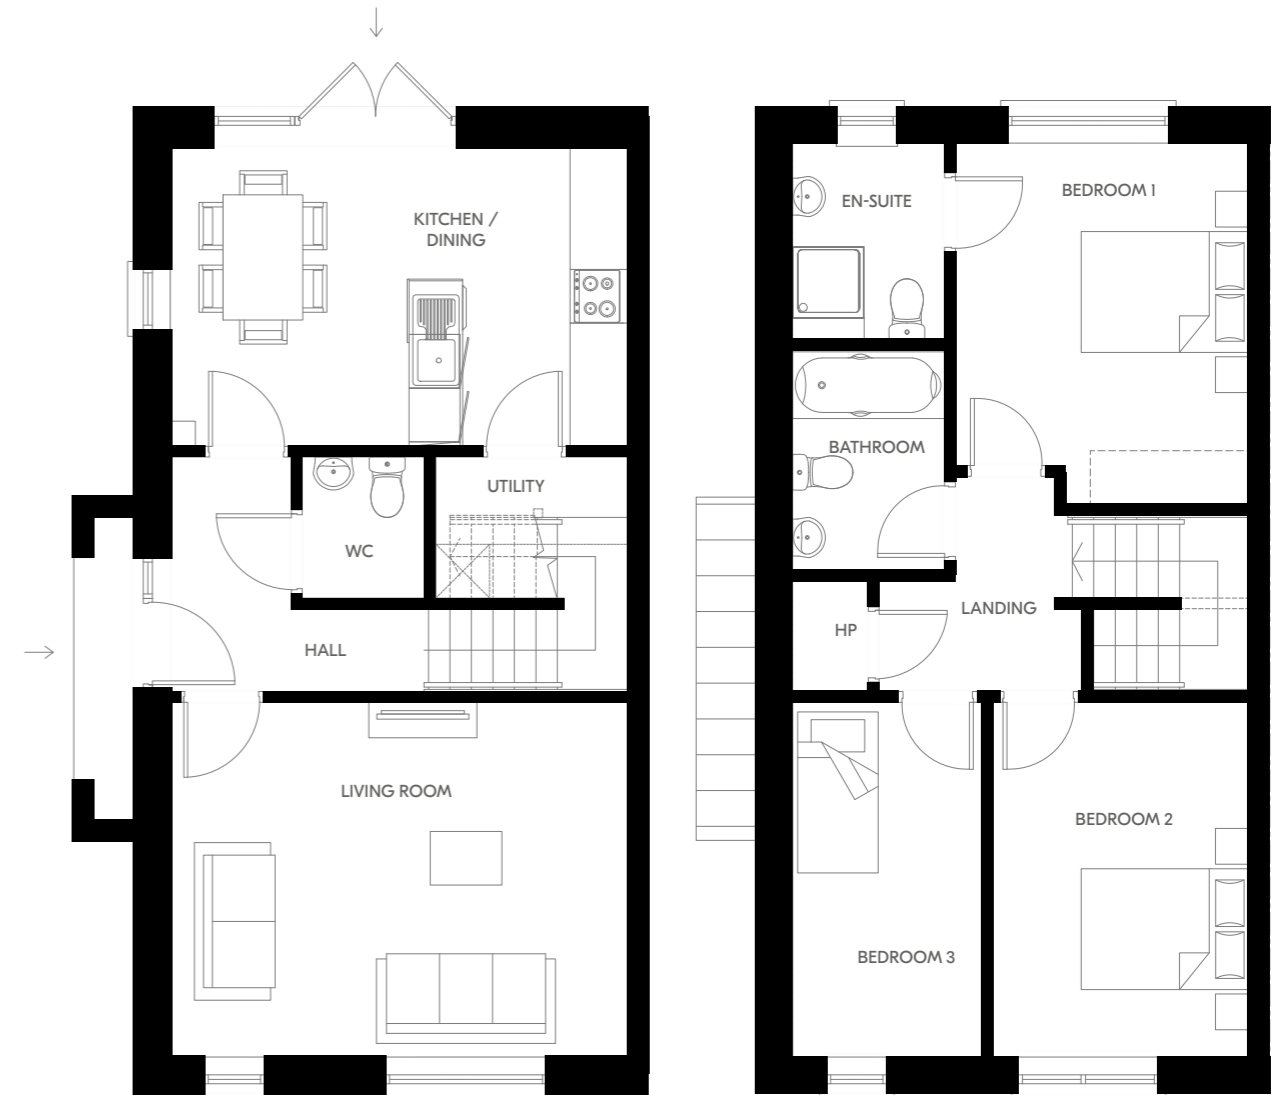 KITCHEN /
DINING
UTILITY
WC
HALL
LIVING ROOM
EN-SUITE
BEDROOM 1
BATHROOM
LANDING
HP
BEDROOM 2
BEDROOM 3